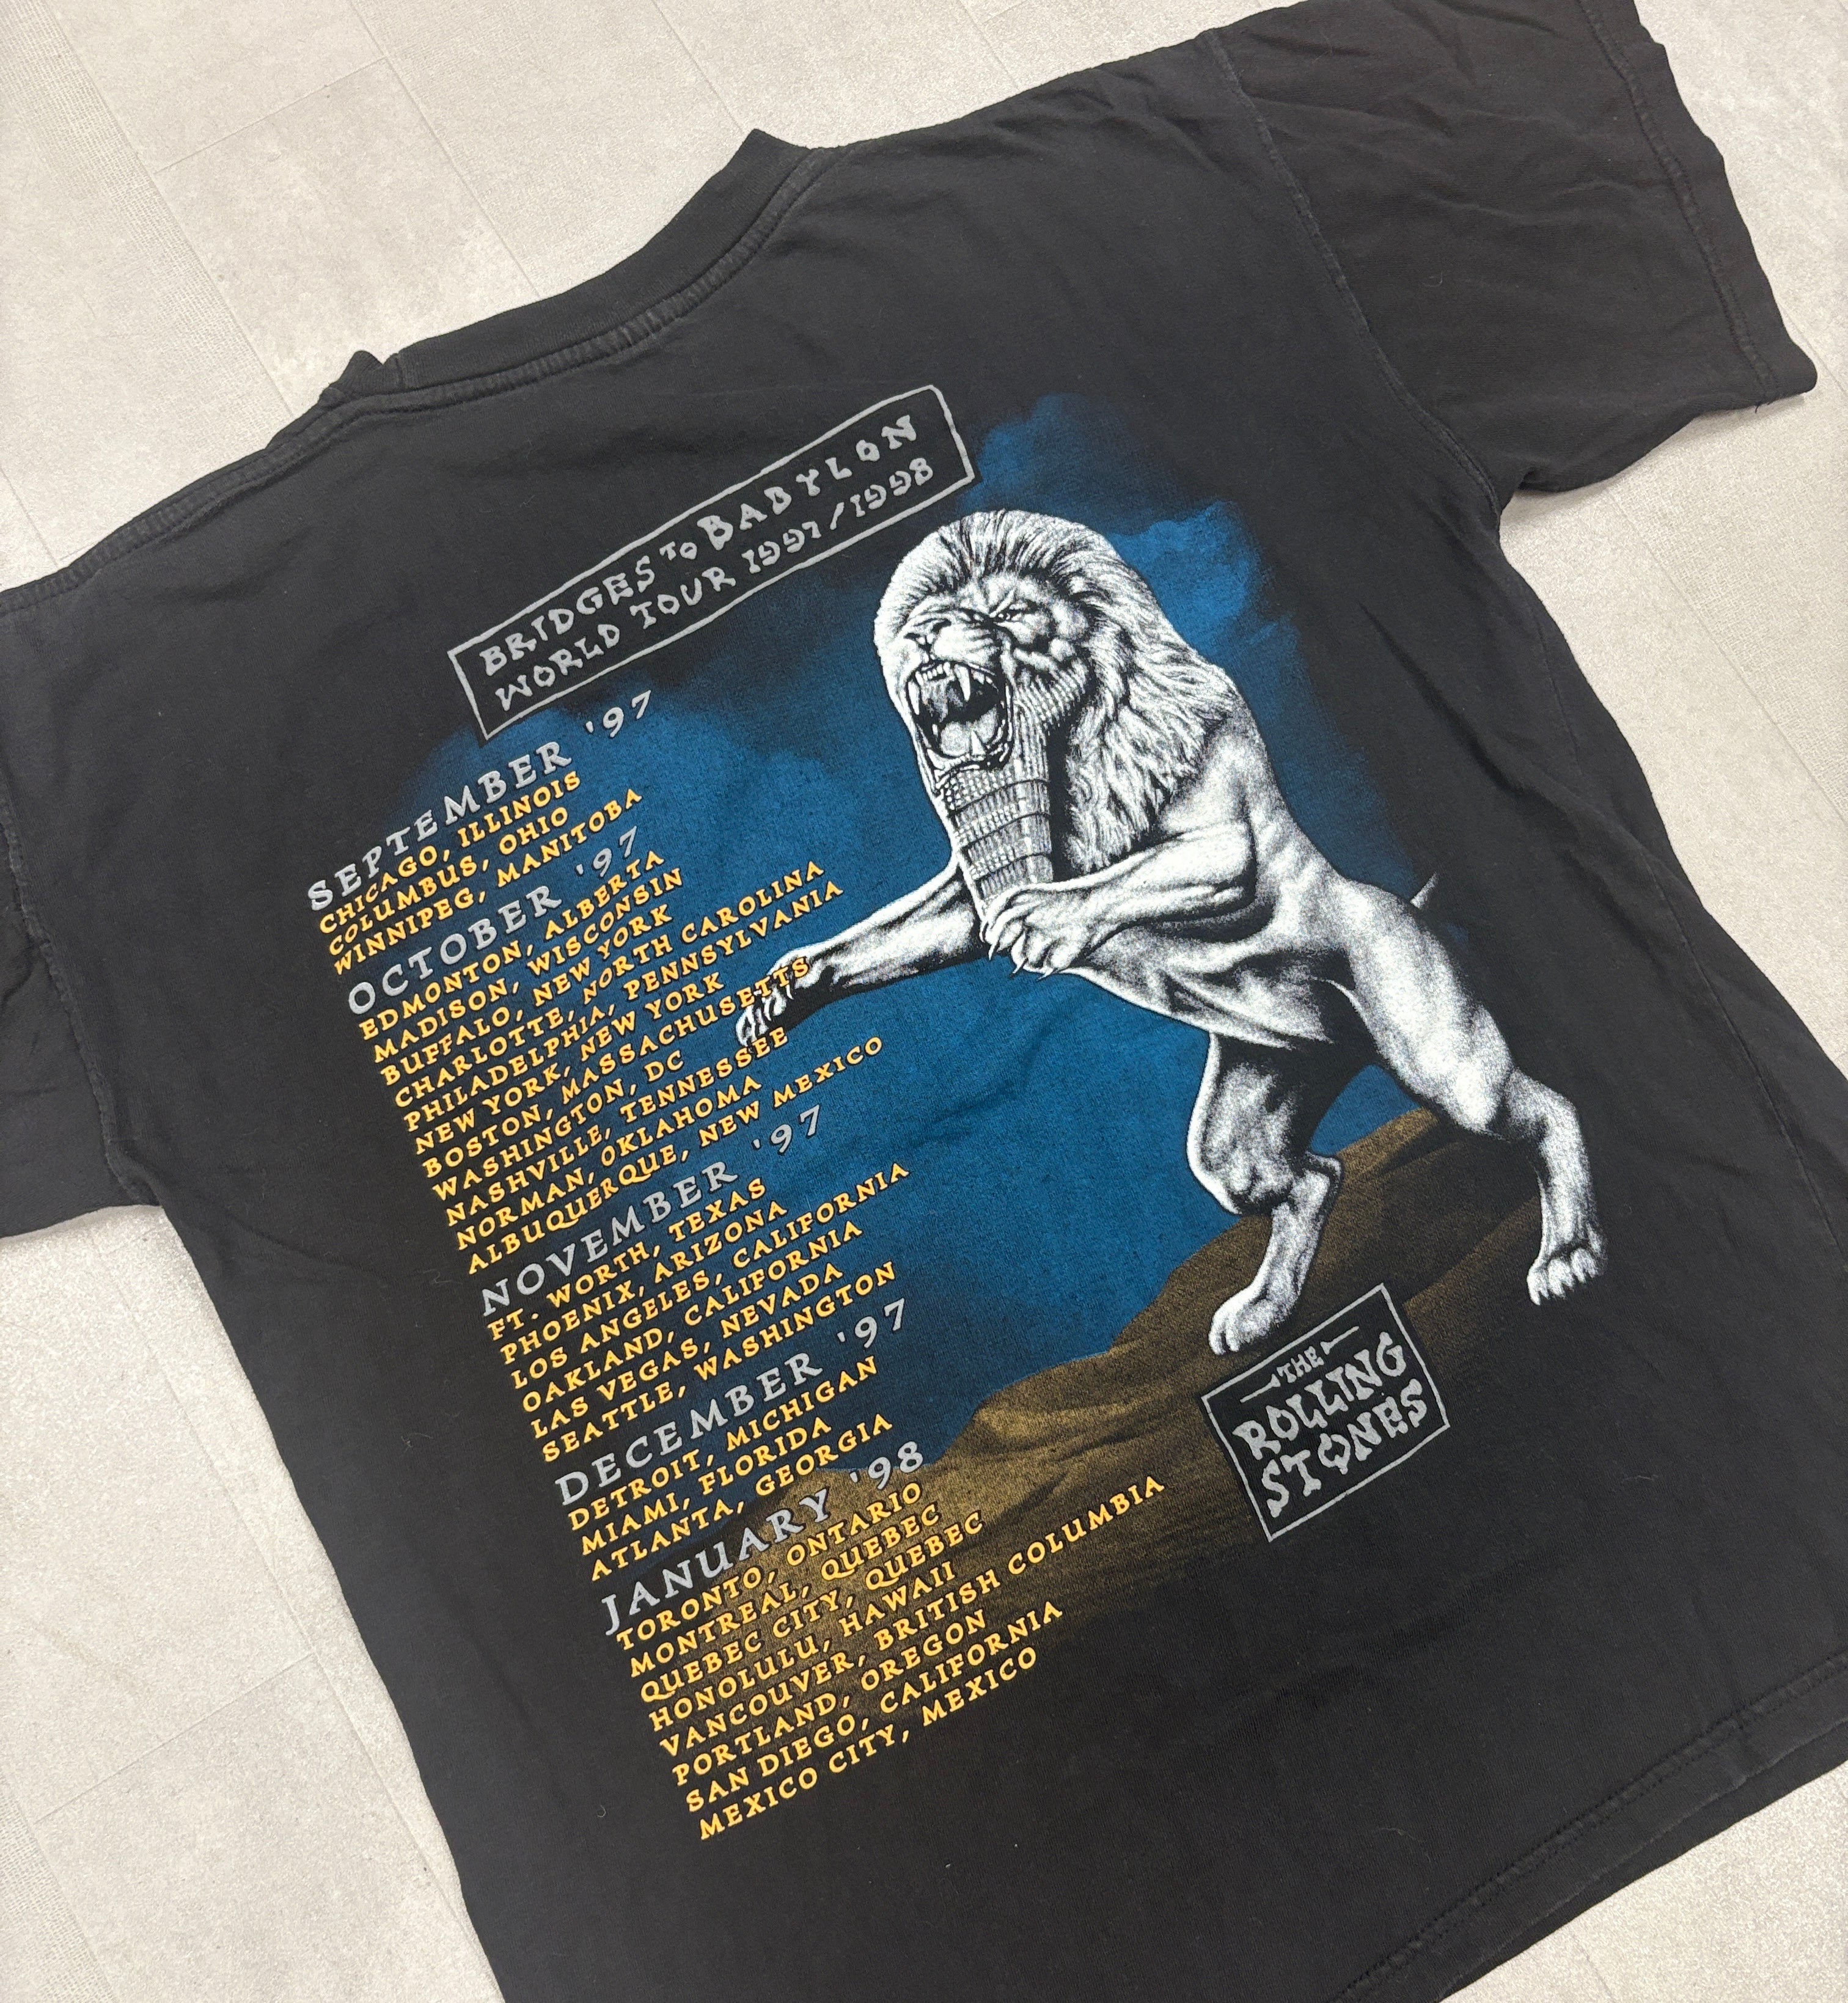 BRIDGES TO BABYLON
WORLD TOUR 1997/1998
SEPTEMBER '97
CHICAGO, ILLINOIS
COLUMBUS, OHIO
WINNIPEG, MANITOBA
OCTOBER '97
EDMONTON, ALBERTA
MADISON, WISCONSIN
BUFFALO, NEW YORK
CHARLOTTE, NORTH CAROLINA
PHILADELPHIA, PENNSYLVANIA
NEW YORK, NEW YORK
BOSTON, MASSACHUSETTS
WASHINGTON, DC
NASHVILLE, TENNESSEE
NORMAN, OKLAHOMA
ALBUQUERQUE, NEW MEXICO
NOVEMBER '97
FT. WORTH, TEXAS
PHOENIX, ARIZONA
LOS ANGELES, CALIFORNIA
OAKLAND, CALIFORNIA
LAS VEGAS, NEVADA
SEATTLE, WASHINGTON
DECEMBER '97
DETROIT, MICHIGAN
MIAMI, FLORIDA
ATLANTA, GEORGIA
JANUARY '98
TORONTO, ONTARIO
MONTREAL, QUEBEC
QUEBEC CITY, QUEBEC
HONOLULU, HAWAII
VANCOUVER, BRITISH COLUMBIA
PORTLAND, OREGON
SAN DIEGO, CALIFORNIA
MEXICO CITY, MEXICO
THE
ROLLING
STONES